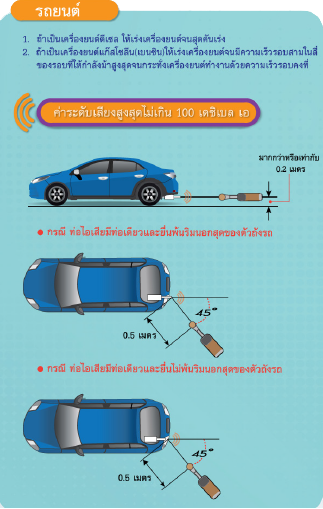 รถยนต์
1. ถ้าเป็นเครื่องยนต์ดีเซล ให้เร่งเครื่องยนต์จนสุดคันเร่ง
2. ถ้าเป็นเครื่องยนต์แก๊สโซลีน(เบนซิน)ให้เร่งเครื่องยนต์จนมีความเร็วรอบสามในสี่
ของรอบที่ให้กำลังม้าสูงสุดจนกระทั่งเครื่องยนต์ทำงานด้วยความเร็วรอบคงที่
ค่าระดับเสียงสูงสุดไม่เกิน 100 เดซิเบล เอ
มากกว่าหรือเท่ากับ
0.2 เมตร
● กรณี ท่อไอเสียมีท่อเดียวและยื่นพ้นริมนอกสุดของตัวถังรถ
45°
0.5 เมตร
● กรณี ท่อไอเสียมีท่อเดียวและยื่นไม่พ้นริมนอกสุดของตัวถังรถ
45°
0.5 เมตร